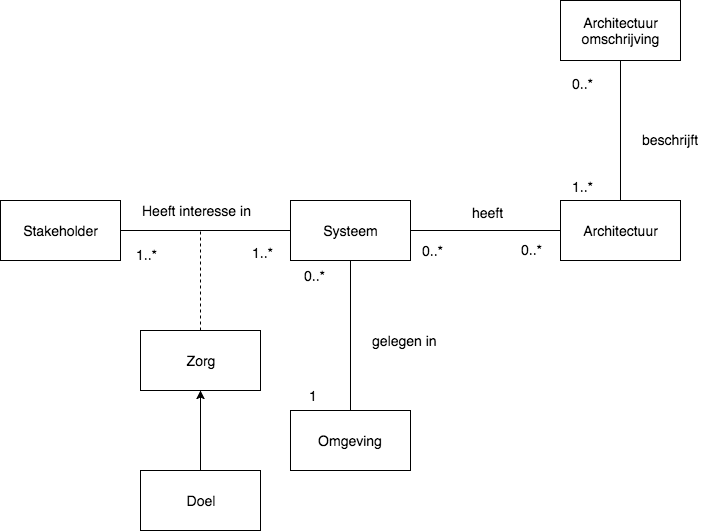 Architectuur
omschrijving
0..*
beschrijft
1..*
Stakeholder
Heeft interesse in
1..*
1..*
Systeem
heeft
0..*
0..*
Architectuur
0..*
gelegen in
Zorg
1
Omgeving
Doel